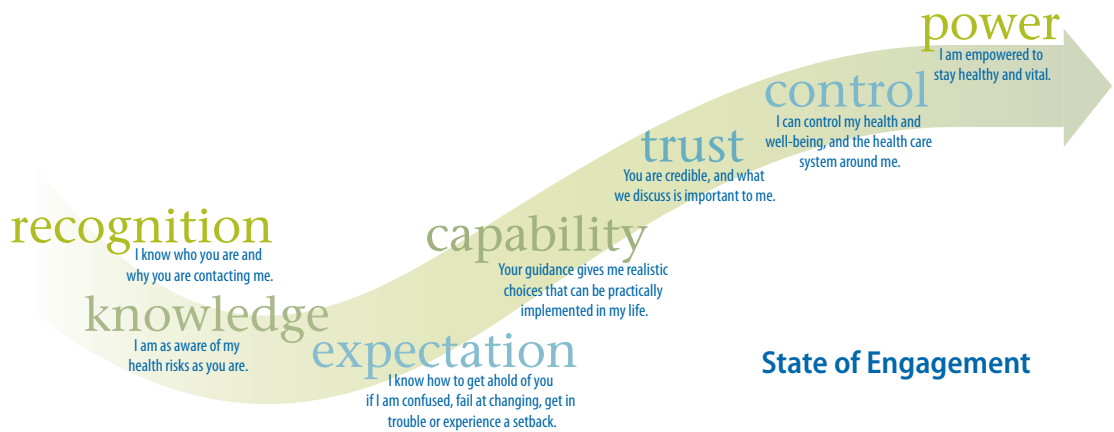 recognition
I know who you are and
why you are contacting me.
knowledge
I am as aware of my
health risks as you are.
expectation
I know how to get ahold of you
if I am confused, fail at changing, get in
trouble or experience a setback.
capability
Your guidance gives me realistic
choices that can be practically
implemented in my life.
trust
You are credible, and what
we discuss is important to me.
control
I can control my health and
well-being, and the health care
system around me.
power
I am empowered to
stay healthy and vital.
State of Engagement